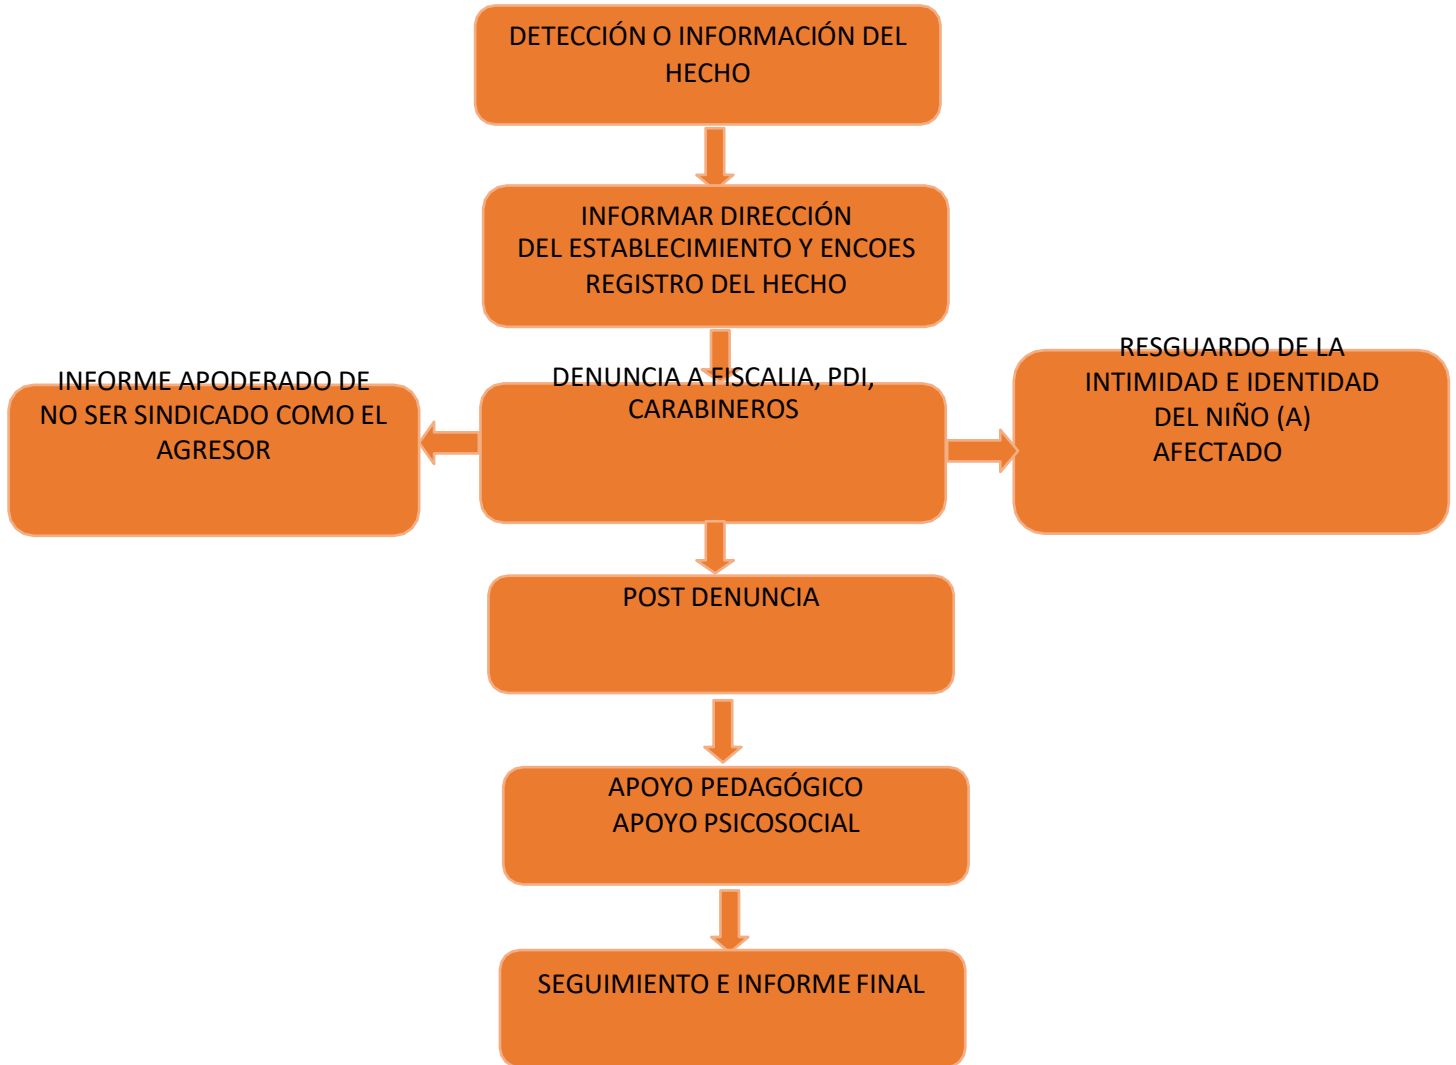 DETECCIÓN O INFORMACIÓN DEL
HECHO
INFORMAR DIRECCIÓN
DEL ESTABLECIMIENTO Y ENCOES
REGISTRO DEL HECHO
INFORME APODERADO DE
NO SER SINDICADO COMO EL
AGRESOR
DENUNCIA A FISCALIA, PDI,
CARABINEROS
RESGUARDO DE LA
INTIMIDAD E IDENTIDAD
DEL NIÑO (A)
AFECTADO
POST DENUNCIA
APOYO PEDAGÓGICO
APOYO PSICOSOCIAL
SEGUIMIENTO E INFORME FINAL